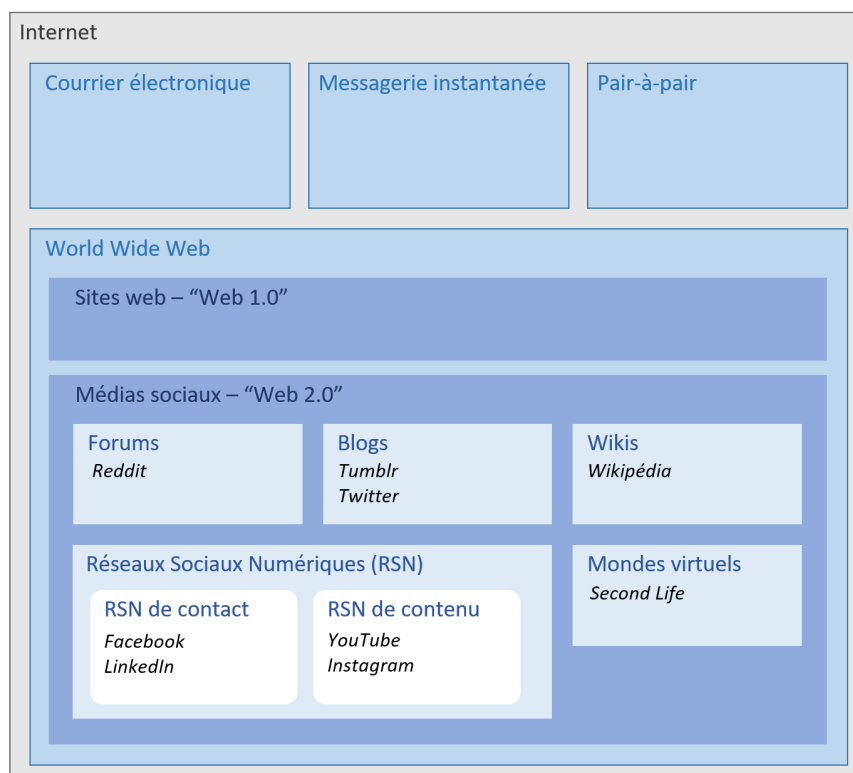 Internet
Courrier électronique
Messagerie instantanée
Pair-à-pair
World Wide Web
Sites web – “Web 1.0”
Médias sociaux – “Web 2.0”
Forums
Reddit
Blogs
Tumblr
Twitter
Wikis
Wikipédia
Réseaux Sociaux Numériques (RSN)
RSN de contact
Facebook
LinkedIn
RSN de contenu
YouTube
Instagram
Mondes virtuels
Second Life